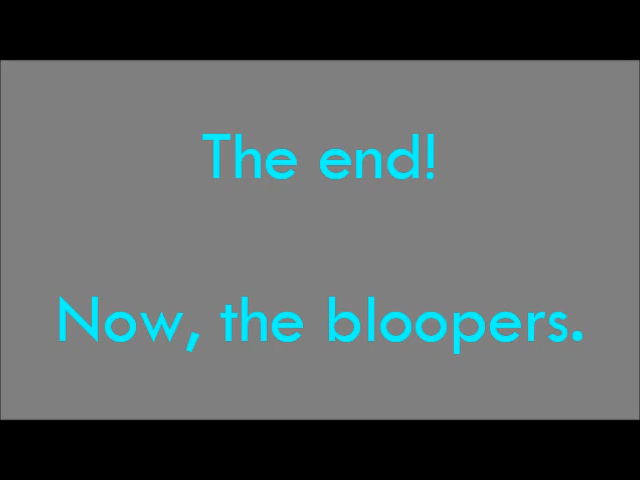 The end!
Now, the bloopers.